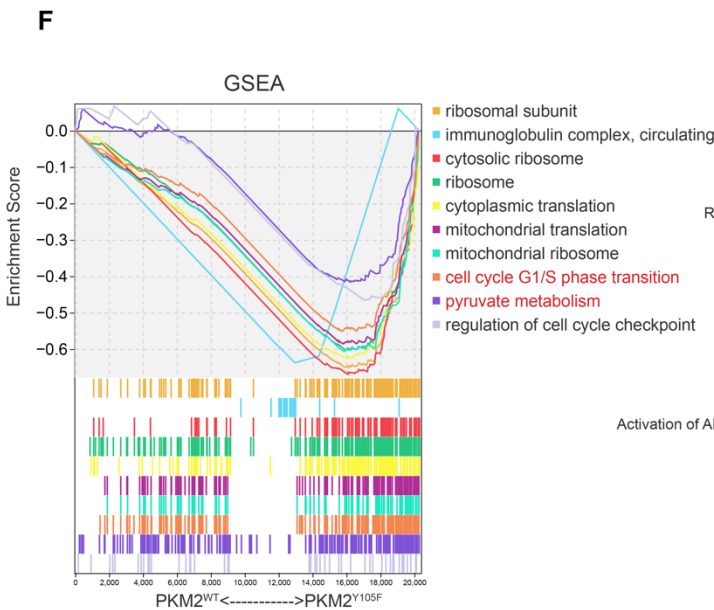 F
GSEA
Enrichment Score
0.0
−0.1
−0.2
−0.3
−0.4
−0.5
−0.6
ribosomal subunit
immunoglobulin complex, circulating
cytosolic ribosome
ribosome
cytoplasmic translation
mitochondrial translation
mitochondrial ribosome
cell cycle G1/S phase transition
pyruvate metabolism
regulation of cell cycle checkpoint
R
Activation of A
0 2,000 4,000 6,000 8,000 10,000 12,000 14,000 16,000 18,000 20,000
PKM2WT<----------->PKM2Y105F